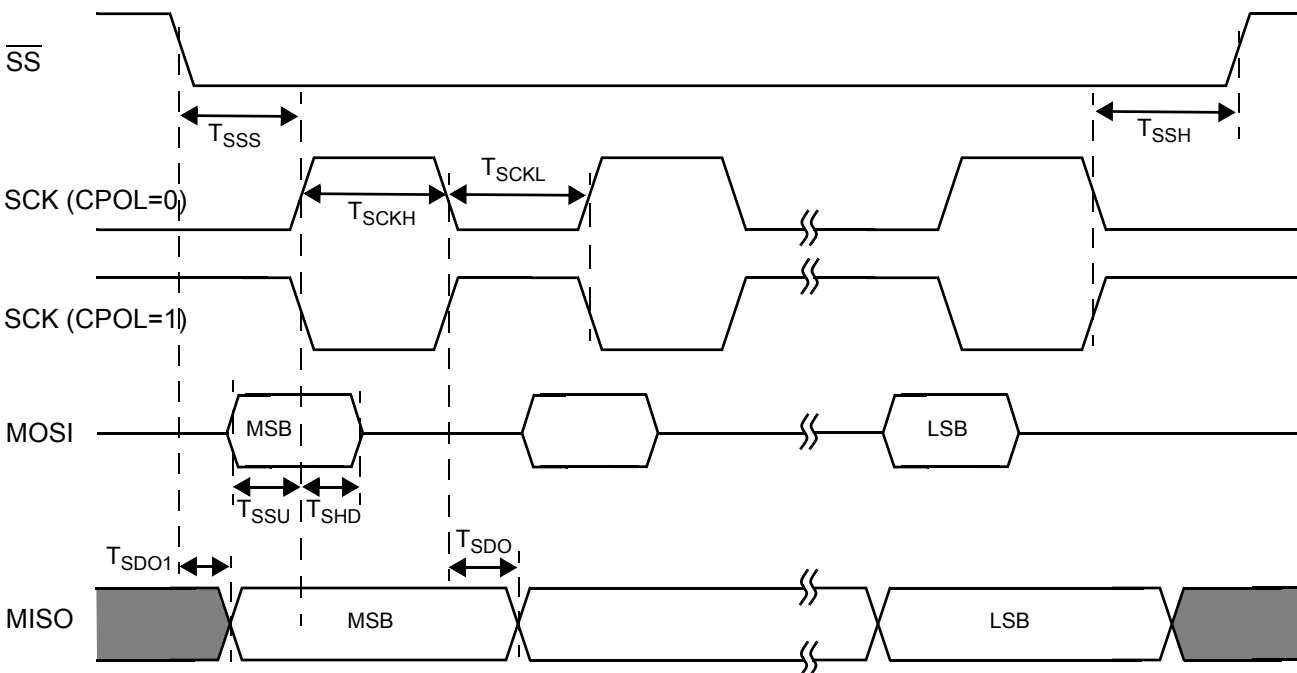 SS
T_SSS
T_SSH
SCK (CPOL=0)
T_SCKH
T_SCKL
SCK (CPOL=1)
MOSI
MSB
LSB
T_SSU
T_SHD
T_SDO1
T_SDO
MISO
MSB
LSB